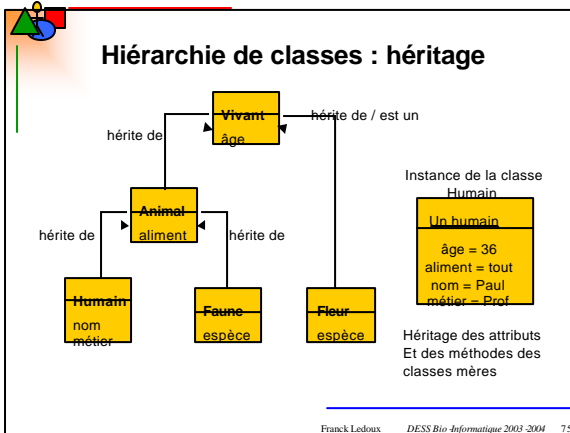 Hiérarchie de classes : héritage
Vivant
âge
hérite de / est un
hérite de
Instance de la classe
Humain
Animal
aliment
hérite de
hérite de
Un humain
âge = 36
aliment = tout
nom = Paul
métier = Prof
Humain
nom
métier
Faune
espèce
Fleur
espèce
Héritage des attributs
Et des méthodes des
classes mères
Franck Ledoux DESS Bio-Informatique 2003-2004 75